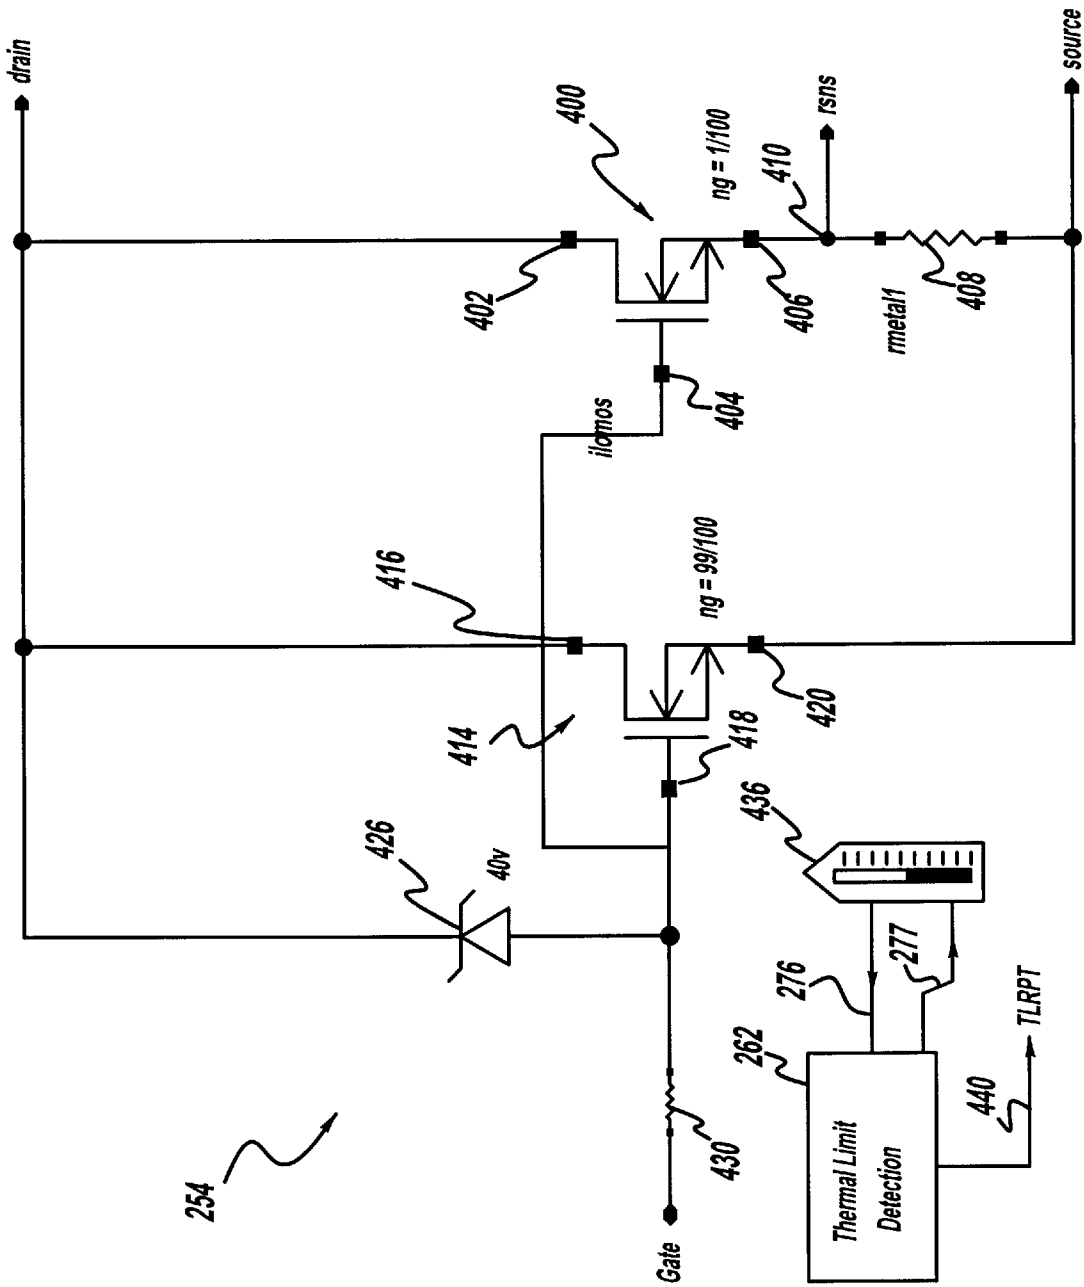 drain
400
ng = 1/100
402
406
410
rsns
source
404
rmetal1
408
ilomos
416
ng = 99/100
414
418
420
426
40v
436
276
277
262
TLRPT
440
430
254
Gate
Thermal Limit
Detection